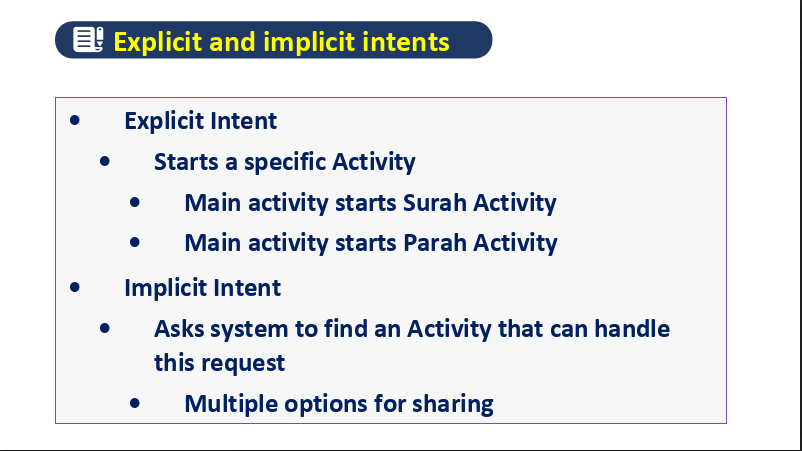 Explicit and implicit intents
• Explicit Intent
• Starts a specific Activity
• Main activity starts Surah Activity
• Main activity starts Parah Activity
• Implicit Intent
• Asks system to find an Activity that can handle
this request
• Multiple options for sharing